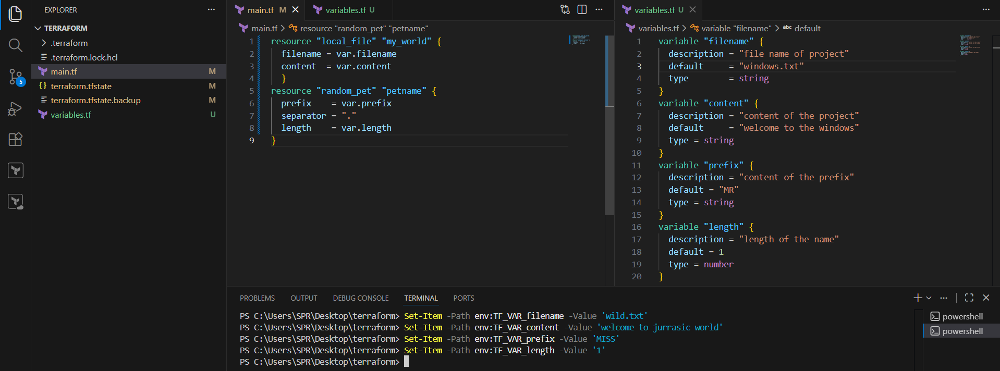 EXPLORER
TERRAFORM
.terraform
.terraform.lock.hcl
main.tf M
terraform.tfstate M
terraform.tfstate.backup M
variables.tf U
5
main.tf M
variables.tf U
main.tf > resource "random_pet" "petname"
1 resource "local_file" "my_world" {
2 filename = var.filename
3 content  = var.content
4 }
5 resource "random_pet" "petname" {
6 prefix    = var.prefix
7 separator = "."
8 length    = var.length
9 }
variables.tf U
variables.tf > variable "filename" > abc default
1 variable "filename" {
2 description = "file name of project"
3 default     = "windows.txt"
4 type        = string
5 }
6 variable "content" {
7 description = "content of the project"
8 default     = "welcome to the windows"
9 type = string
10 }
11 variable "prefix" {
12 description = "content of the prefix"
13 default = "MR"
14 type = string
15 }
16 variable "length" {
17 description = "length of the name"
18 default = 1
19 type = number
20 }
PROBLEMS OUTPUT DEBUG CONSOLE TERMINAL PORTS
PS C:\Users\SPR\Desktop\terraform> Set-Item -Path env:TF_VAR_filename -Value 'wild.txt'
PS C:\Users\SPR\Desktop\terraform> Set-Item -Path env:TF_VAR_content -Value 'welcome to jurrasic world'
PS C:\Users\SPR\Desktop\terraform> Set-Item -Path env:TF_VAR_prefix -Value 'MISS'
PS C:\Users\SPR\Desktop\terraform> Set-Item -Path env:TF_VAR_length -Value '1'
PS C:\Users\SPR\Desktop\terraform>
powershell
powershell